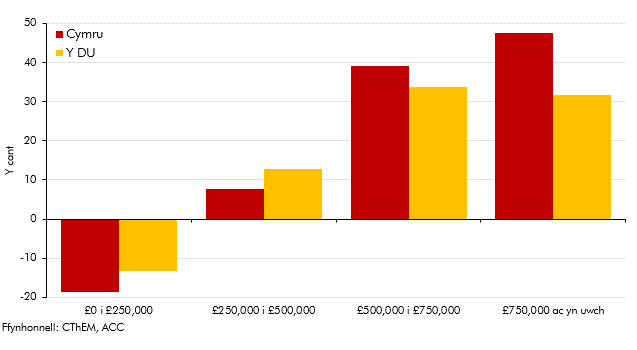 50
Cymru
Y DU
40
30
20
10
0
-10
-20
Y cant
£0 i £250,000
£250,000 i £500,000
£500,000 i £750,000
£750,000 ac yn uwch
Ffynhonnell: CThEM, ACC